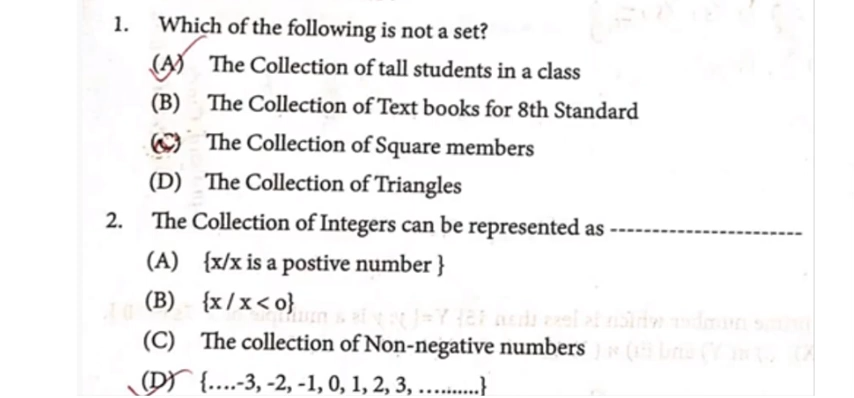 1. Which of the following is not a set?
(A) The Collection of tall students in a class
(B) The Collection of Text books for 8th Standard
(C) The Collection of Square members
(D) The Collection of Triangles
2. The Collection of Integers can be represented as ----------------------
(A) {x/x is a postive number }
(B) {x / x < o}
(C) The collection of Non-negative numbers
(D) {....-3, -2, -1, 0, 1, 2, 3, ..........}